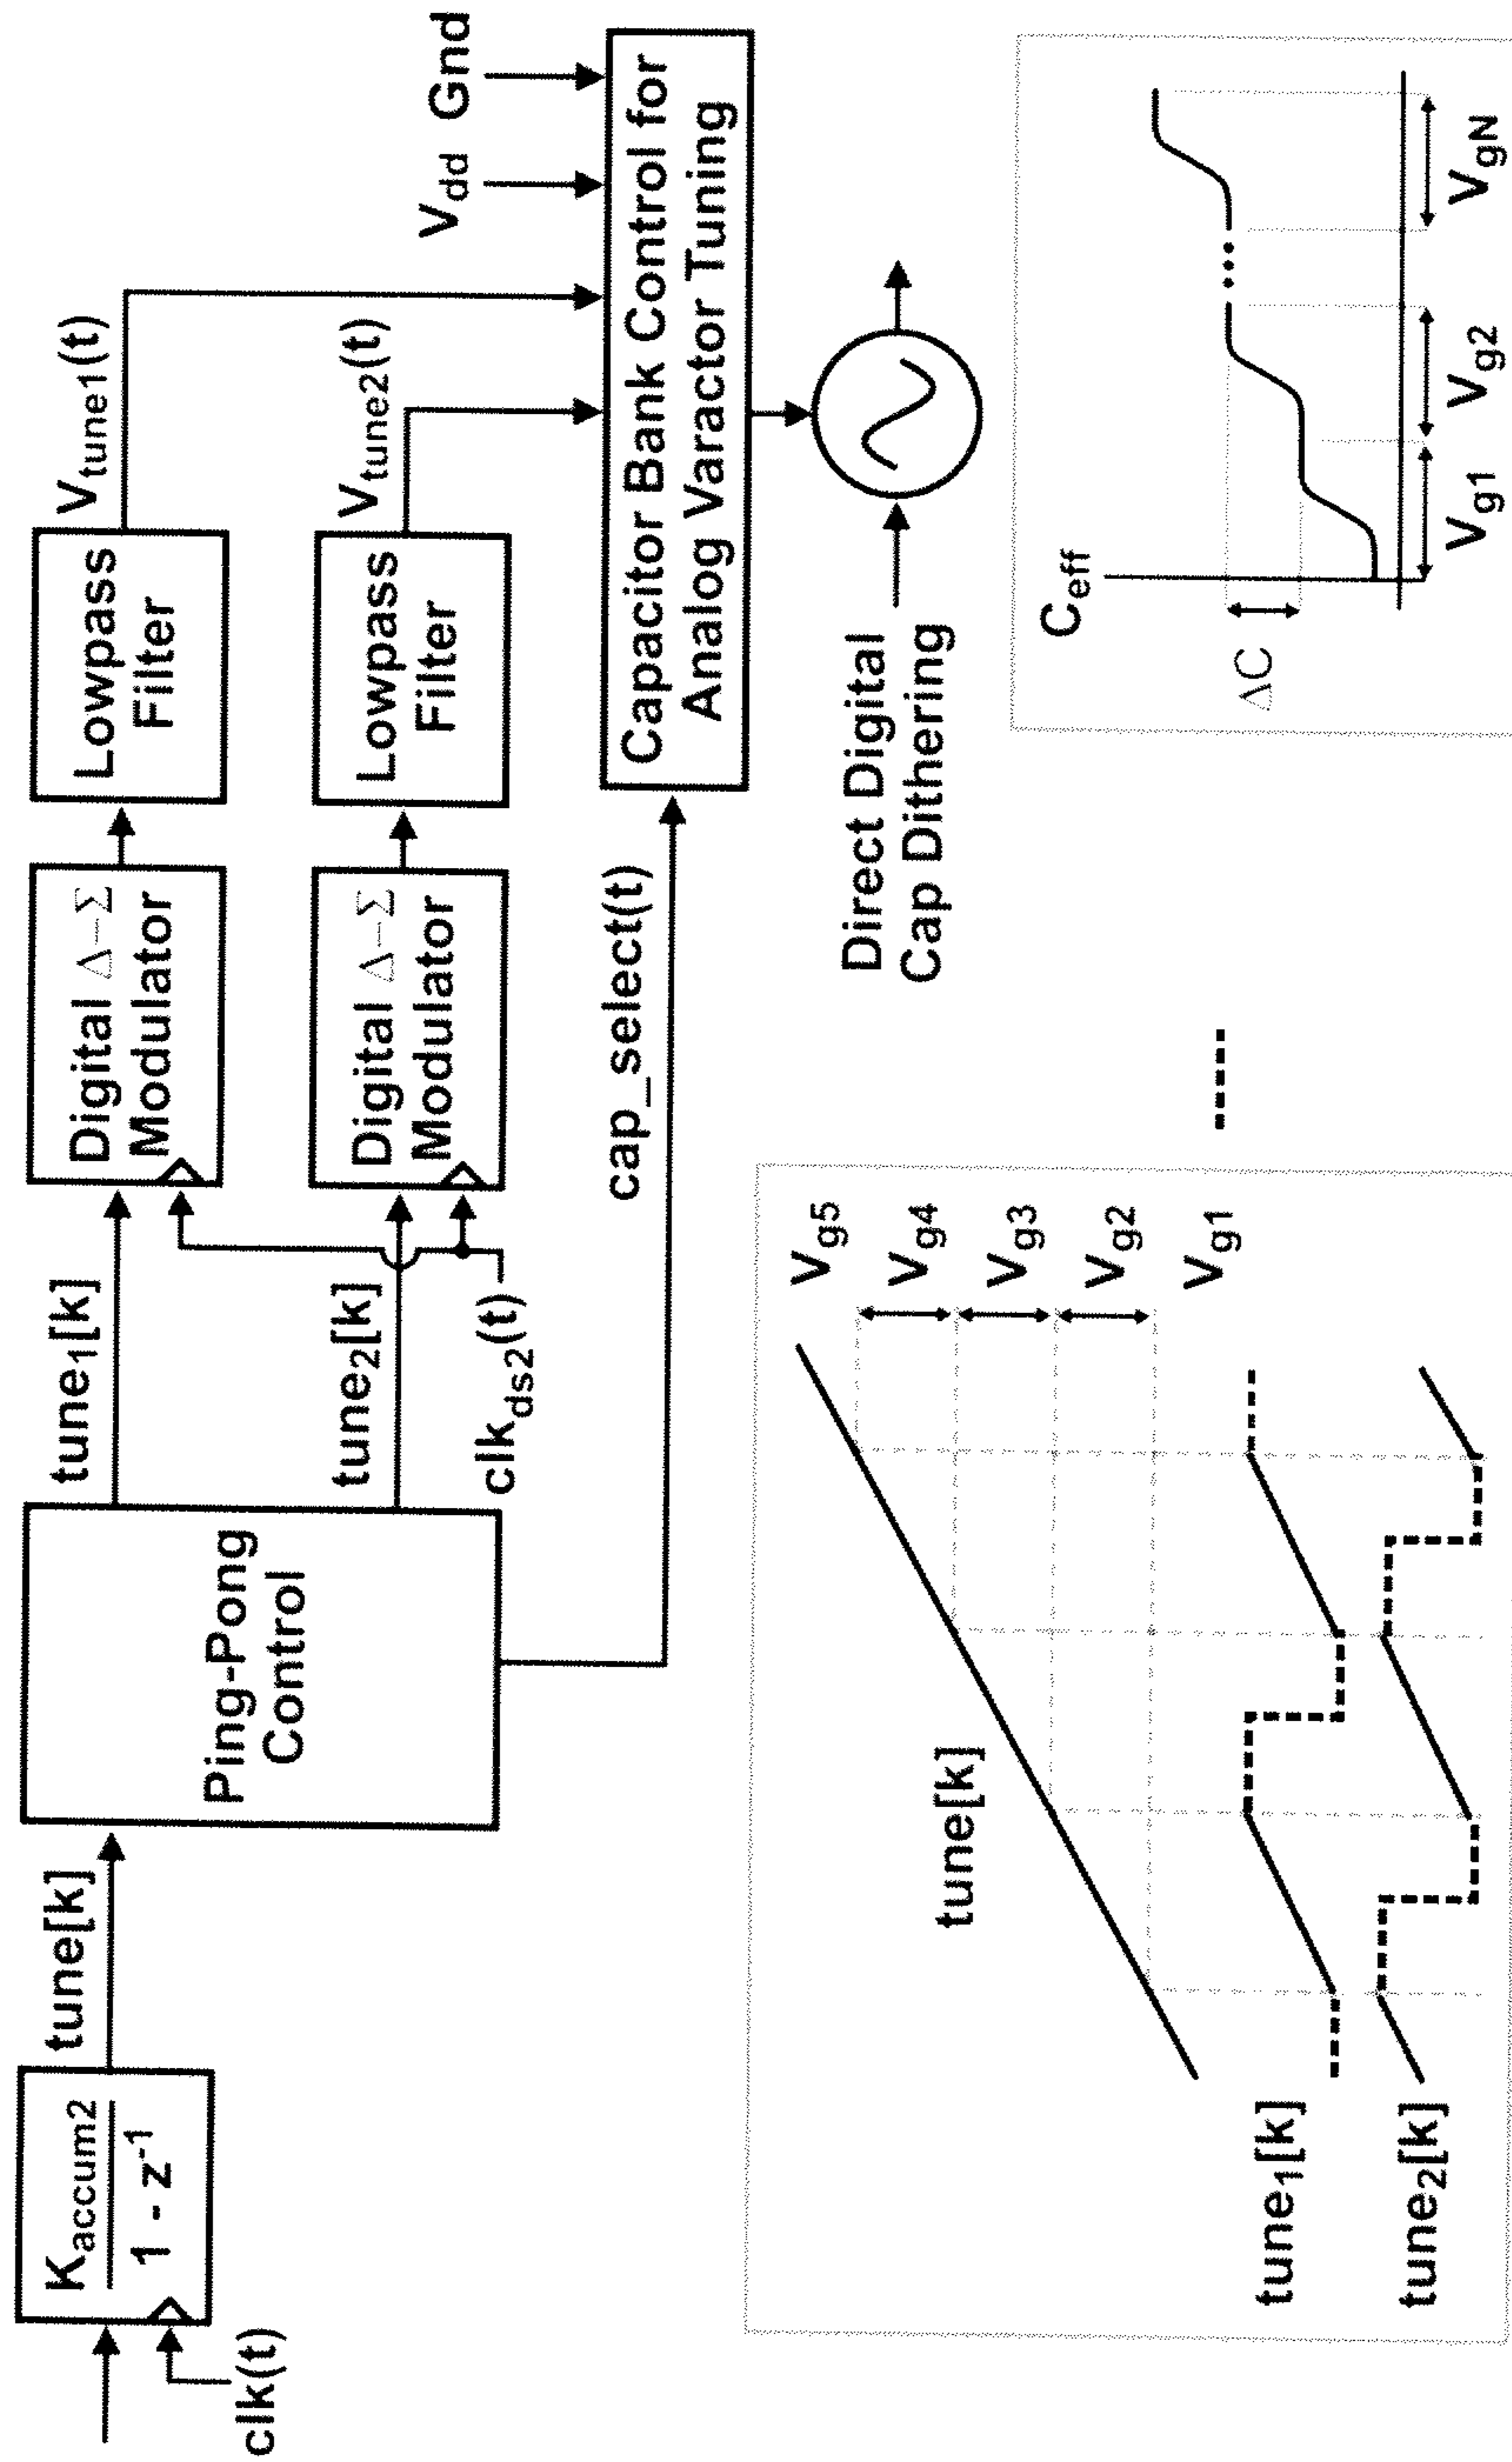 K_accum2
1 - z^-1
clk(t)
tune[k]
Ping-Pong
Control
tune₁[k]
tune₂[k]
clk_ds2(t)
Digital Δ–Σ
Modulator
Digital Δ–Σ
Modulator
Lowpass
Filter
Lowpass
Filter
V_tune1(t)
V_tune2(t)
V_dd Gnd
cap_select(t)
Capacitor Bank Control for
Analog Varactor Tuning
Direct Digital
Cap Dithering
tune[k]
V_g5
V_g4
V_g3
V_g2
V_g1
tune₁[k]
tune₂[k]
C_eff
ΔC
...
V_g1
V_g2
V_gN